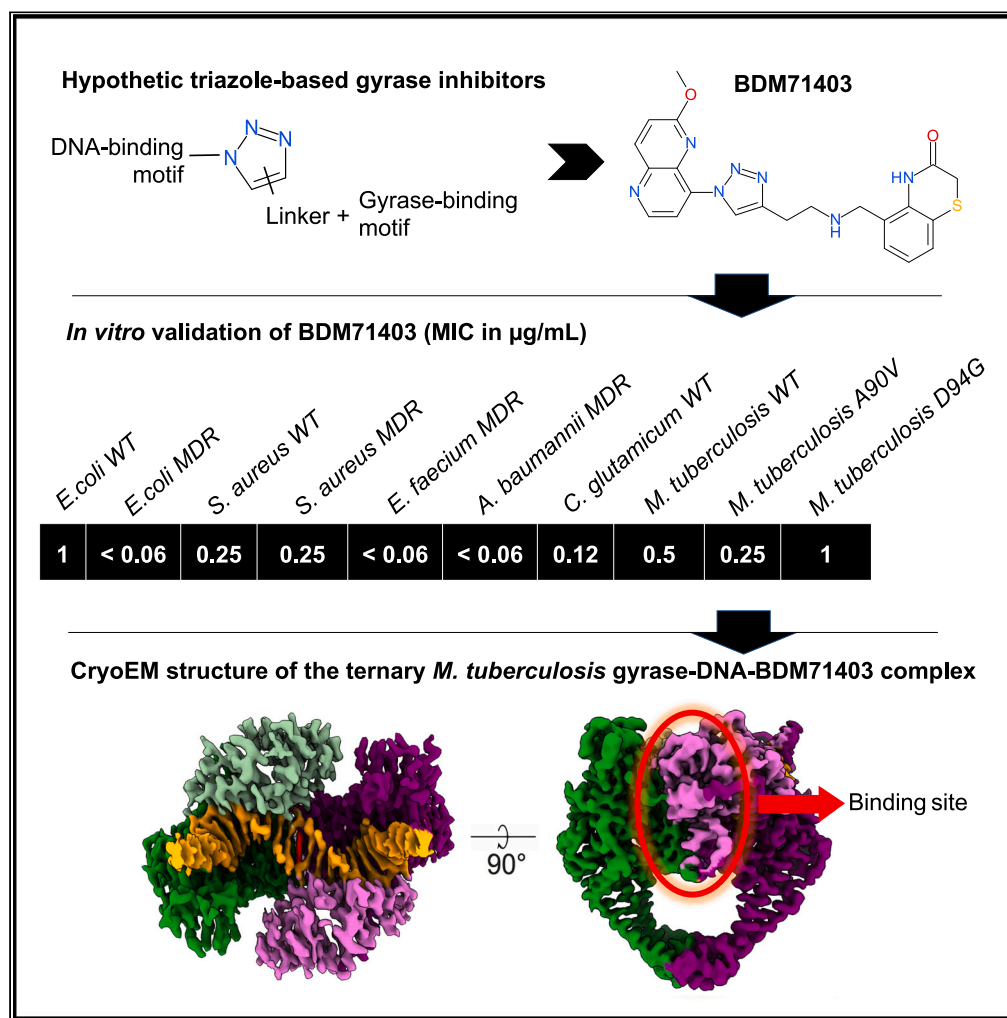 Hypothetic triazole-based gyrase inhibitors
BDM71403
DNA-binding
motif
N
N
N
Linker +
Gyrase-binding
motif
O
N
N
N
N
N
N
H
HN
O
S
In vitro validation of BDM71403 (MIC in µg/mL)
E.coli WT
E.coli MDR
S. aureus WT
S. aureus MDR
E. faecium MDR
A. baumannii MDR
C. glutamicum WT
M. tuberculosis WT
M. tuberculosis A90V
M. tuberculosis D94G
1 < 0.06 0.25 0.25 < 0.06 < 0.06 0.12 0.5 0.25 1
CryoEM structure of the ternary M. tuberculosis gyrase-DNA-BDM71403 complex
90°
Binding site